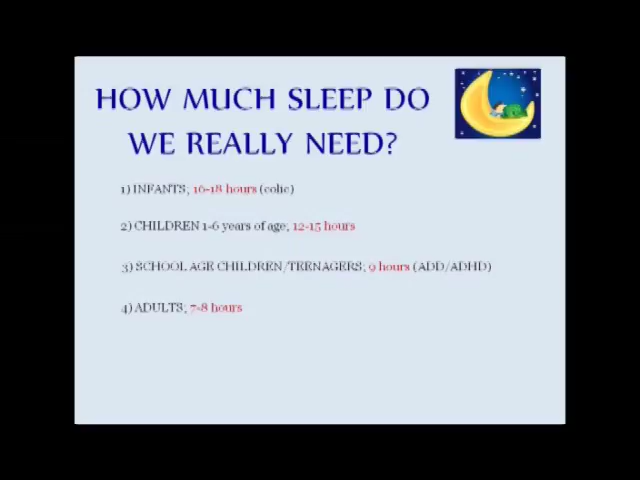 HOW MUCH SLEEP DO
WE REALLY NEED?
1) INFANTS; 16-18 hours (colic)
2) CHILDREN 1-6 years of age; 12-15 hours
3) SCHOOL AGE CHILDREN/TEENAGERS; 9 hours (ADD/ADHD)
4) ADULTS; 7-8 hours